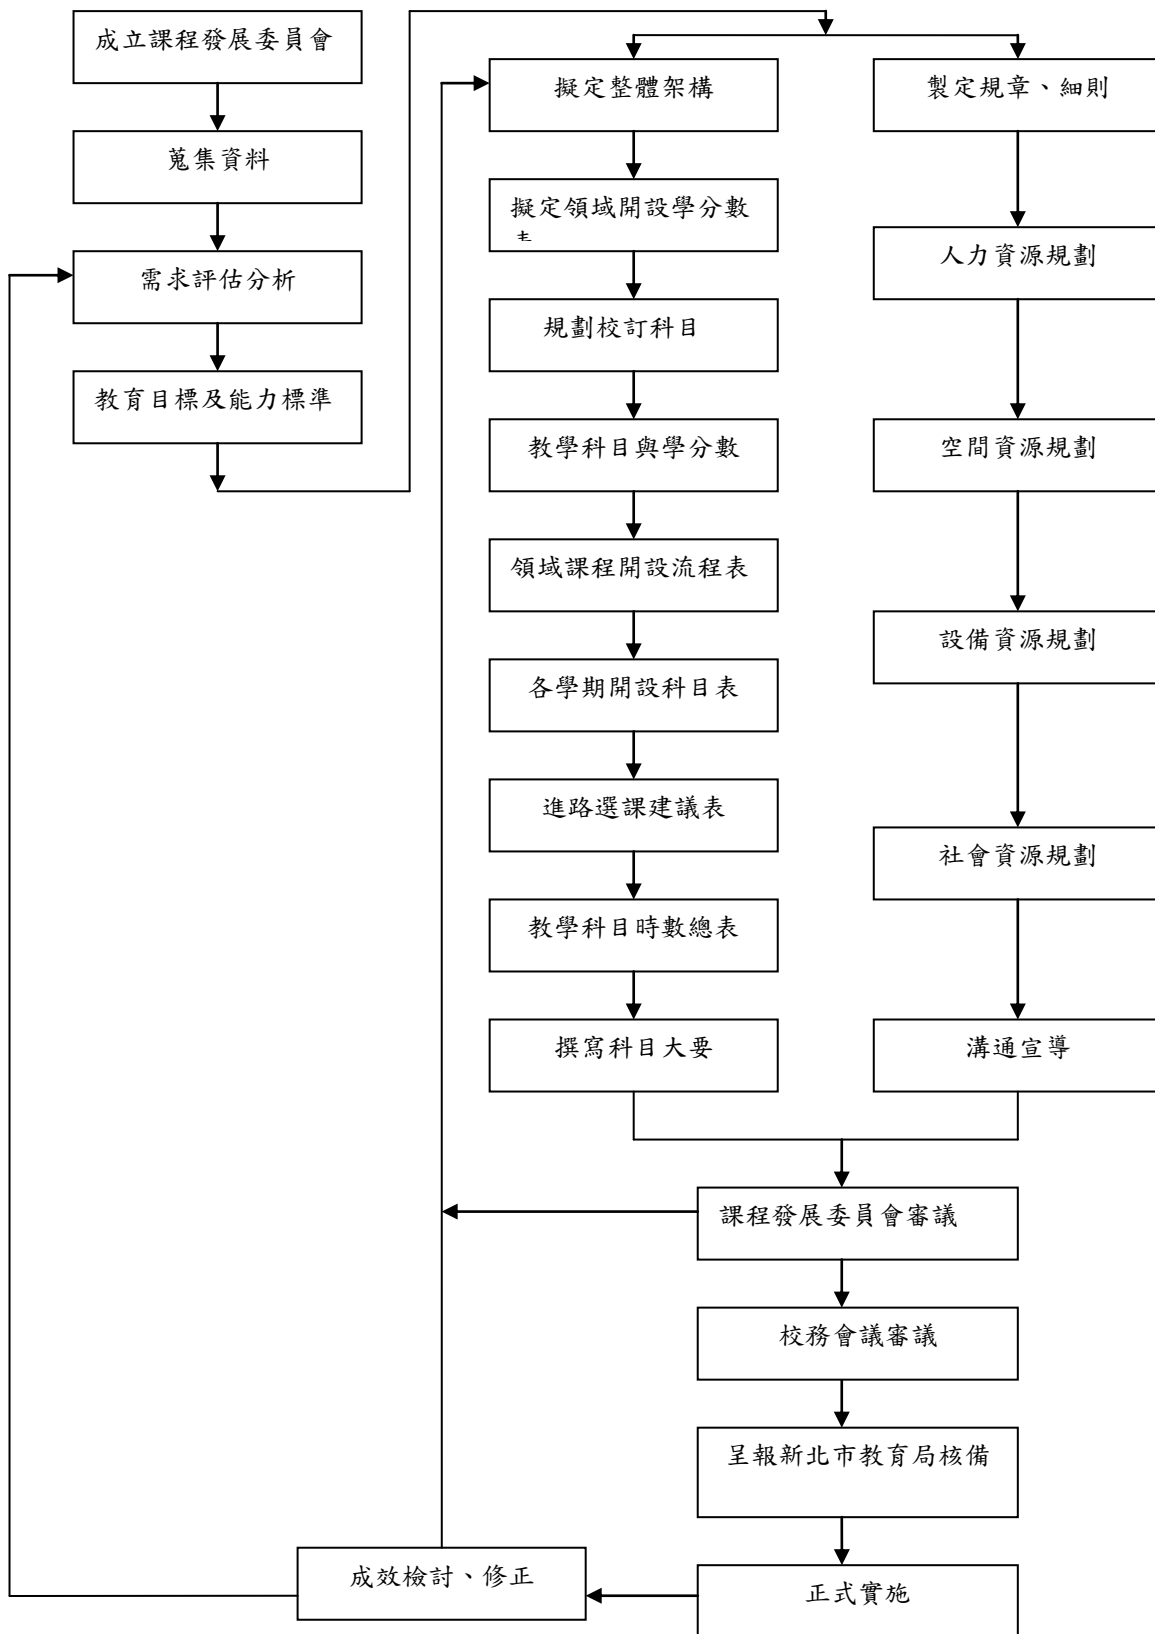 成立課程發展委員會
蒐集資料
需求評估分析
教育目標及能力標準
擬定整體架構
擬定領域開設學分數
規劃校訂科目
教學科目與學分數
領域課程開設流程表
各學期開設科目表
進路選課建議表
教學科目時數總表
撰寫科目大要
製定規章、細則
人力資源規劃
空間資源規劃
設備資源規劃
社會資源規劃
溝通宣導
課程發展委員會審議
校務會議審議
呈報新北市教育局核備
正式實施
成效檢討、修正